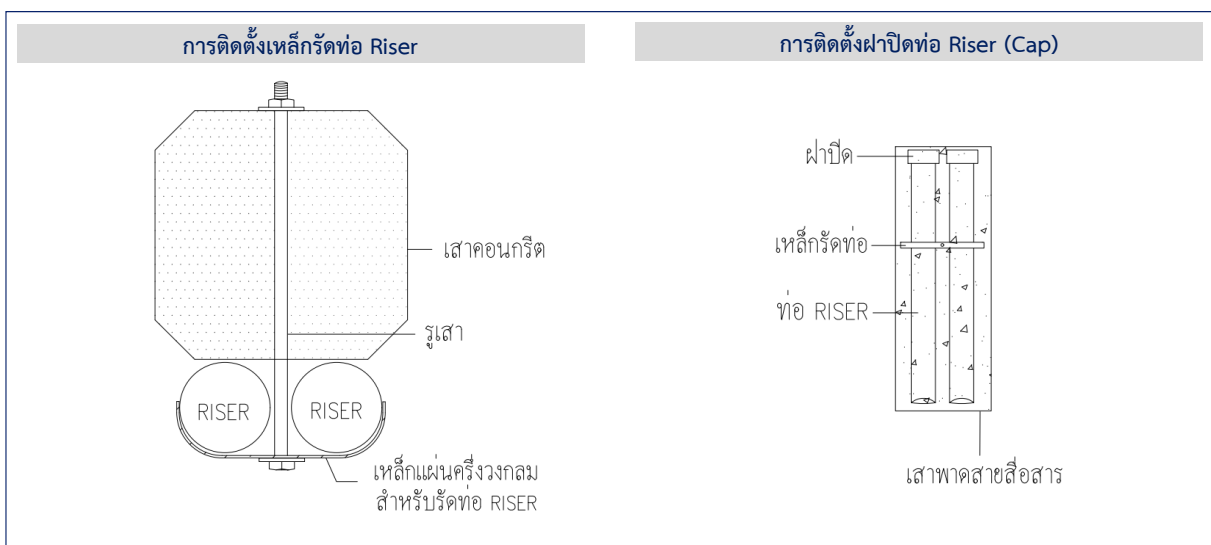 การติดตั้งเหล็กรัดท่อ Riser
เสาคอนกรีต
รูเสา
RISER
RISER
เหล็กแผ่นครึ่งวงกลม
สำหรับรัดท่อ RISER
การติดตั้งฝาปิดท่อ Riser (Cap)
ฝาปิด
เหล็กรัดท่อ
ท่อ RISER
เสาพาดสายสื่อสาร